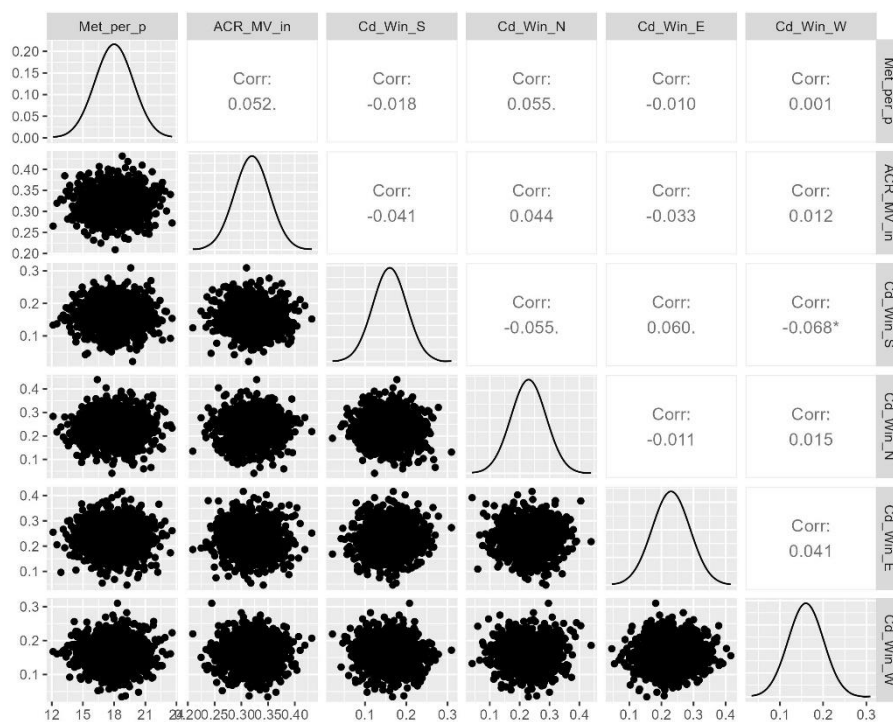 Met_per_p ACR_MV_in Cd_Win_S Cd_Win_N Cd_Win_E Cd_Win_W
0.20
0.15
0.10
0.05
0.00
Corr:
0.052.
Corr:
-0.018
Corr:
0.055.
Corr:
-0.010
Corr:
0.001
Met_per_p
0.40
0.35
0.30
0.25
0.20
Corr:
-0.041
Corr:
0.044
Corr:
-0.033
Corr:
0.012
ACR_MV_in
0.3
0.2
0.1
Corr:
-0.055.
Corr:
0.060.
Corr:
-0.068*
Cd_Win_S
0.4
0.3
0.2
0.1
Corr:
-0.011
Corr:
0.015
Cd_Win_N
0.4
0.3
0.2
0.1
Corr:
0.041
Cd_Win_E
0.3
0.2
0.1
Cd_Win_W
12 15 18 21 24 0.20 0.25 0.30 0.35 0.40 0.1 0.2 0.3 0.1 0.2 0.3 0.4 0.1 0.2 0.3 0.4 0.1 0.2 0.3